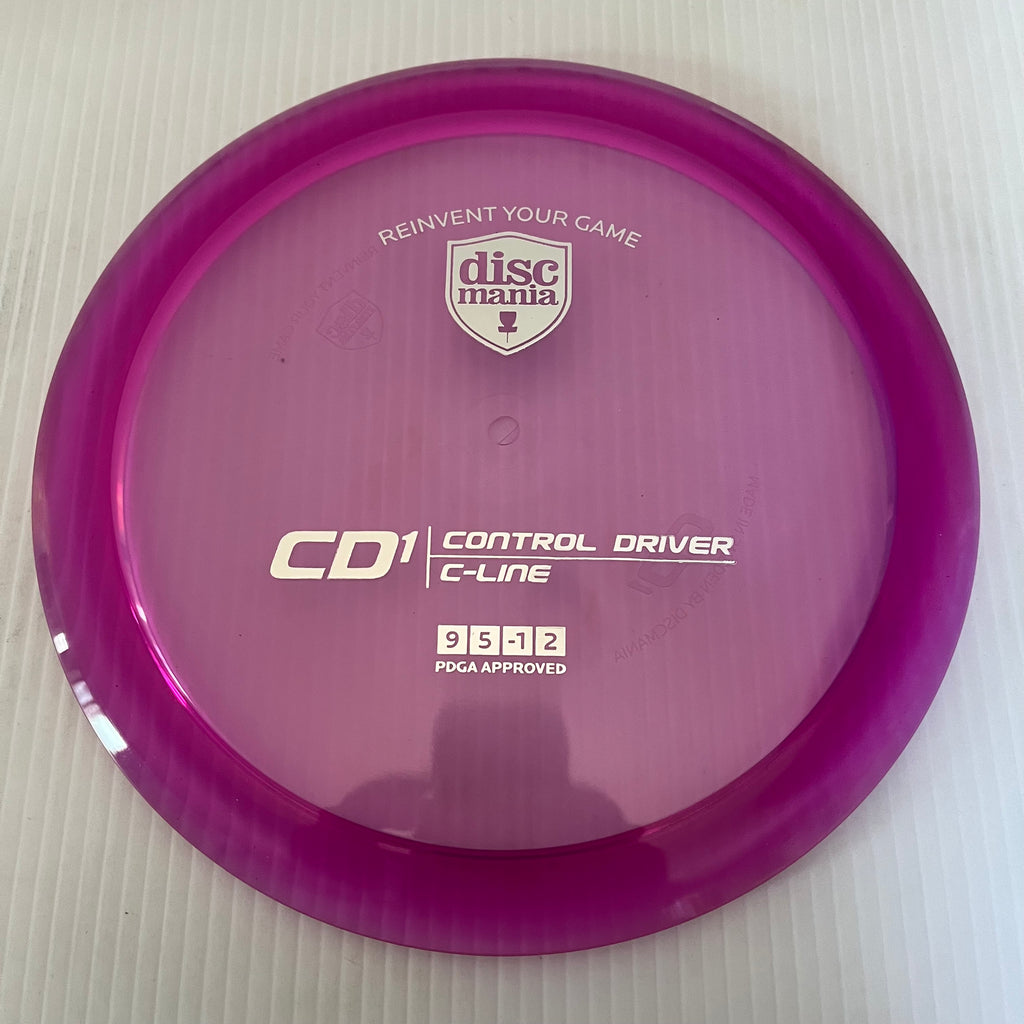 REINVENT YOUR GAME
disc
mania
CD1
CONTROL DRIVER
C-LINE
9 5 -1 2
PDGA APPROVED